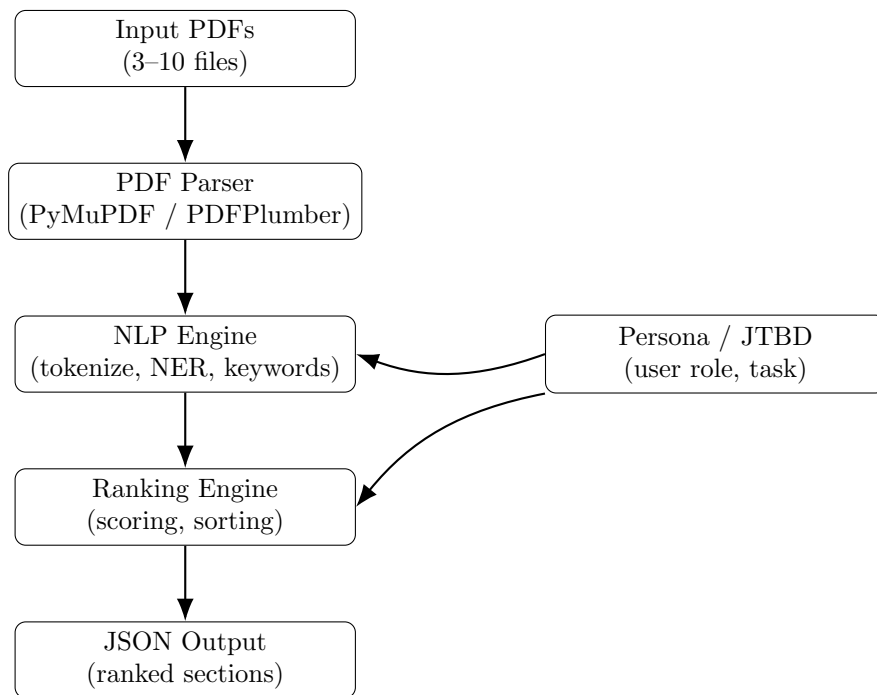 Input PDFs
(3–10 files)
PDF Parser
(PyMuPDF / PDFPlumber)
NLP Engine
(tokenize, NER, keywords)
Persona / JTBD
(user role, task)
Ranking Engine
(scoring, sorting)
JSON Output
(ranked sections)